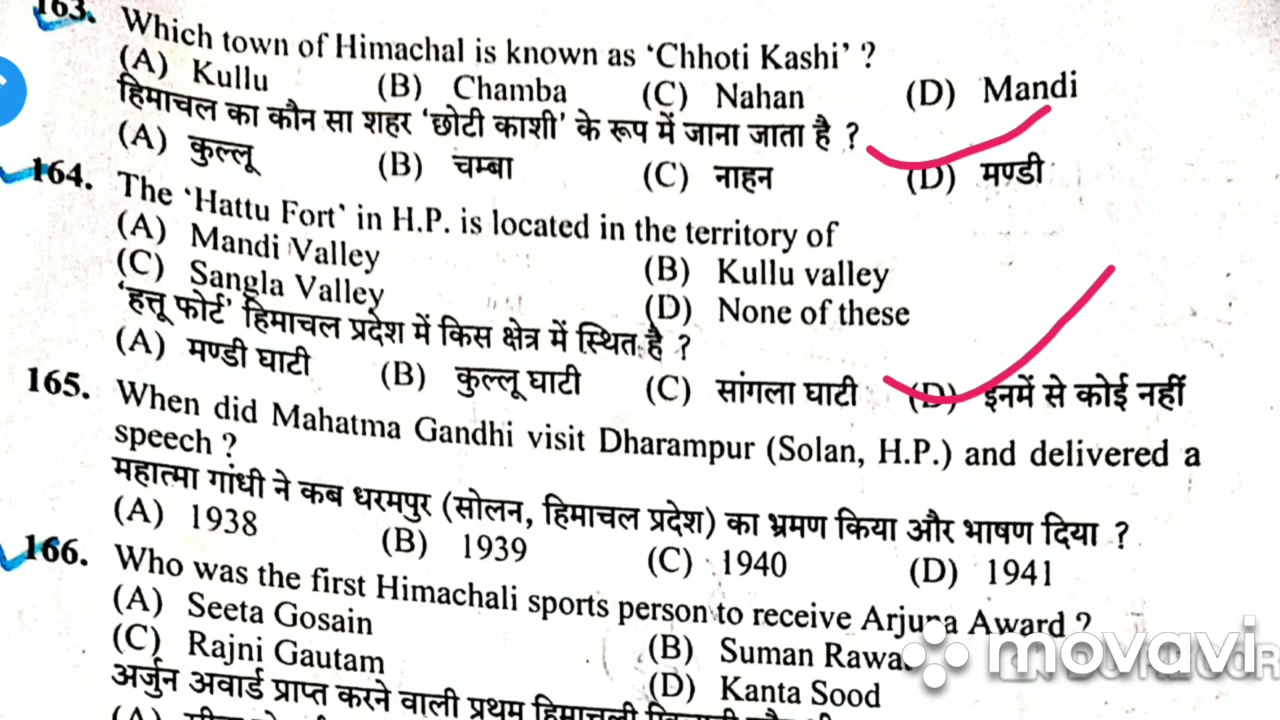 163. Which town of Himachal is known as ‘Chhoti Kashi’ ?
(A) Kullu (B) Chamba (C) Nahan (D) Mandi
हिमाचल का कौन सा शहर ‘छोटी काशी’ के रूप में जाना जाता है ?
(A) कुल्लू (B) चम्बा (C) नाहन (D) मण्डी
164. The ‘Hattu Fort’ in H.P. is located in the territory of
(A) Mandi Valley (B) Kullu valley
(C) Sangla Valley (D) None of these
‘हत्तू फोर्ट’ हिमाचल प्रदेश में किस क्षेत्र में स्थित है ?
(A) मण्डी घाटी (B) कुल्लू घाटी (C) सांगला घाटी (D) इनमें से कोई नहीं
165. When did Mahatma Gandhi visit Dharampur (Solan, H.P.) and delivered a
speech ?
महात्मा गांधी ने कब धरमपुर (सोलन, हिमाचल प्रदेश) का भ्रमण किया और भाषण दिया ?
(A) 1938 (B) 1939 (C) 1940 (D) 1941
166. Who was the first Himachali sports person to receive Arjuna Award ?
(A) Seeta Gosain (B) Suman
(C) Rajni Gautam (D) Kanta Sood
अर्जुन अवार्ड प्राप्त करने वाली प्रथम हिमाचली
(A)
movavi